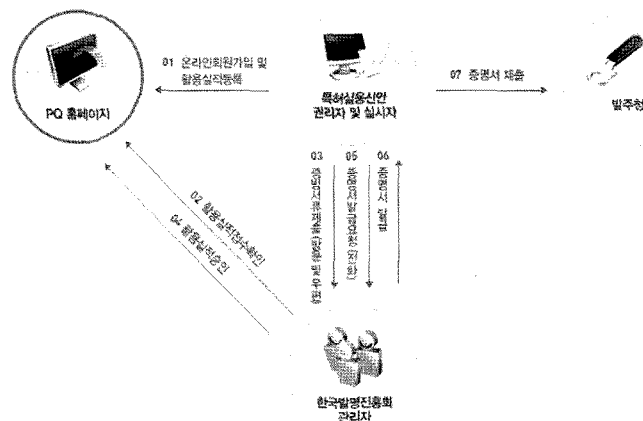 01 온라인회원가입 및
활용실적등록
PQ 홈페이지
특허실용신안
권리자 및 실시자
07 증명서 제출
발주청
02 활용실적접수확인
04 활용실적승인
03
05 증명서발급요청(전화)
06 증명서 발급
한국발명진흥회
관리자